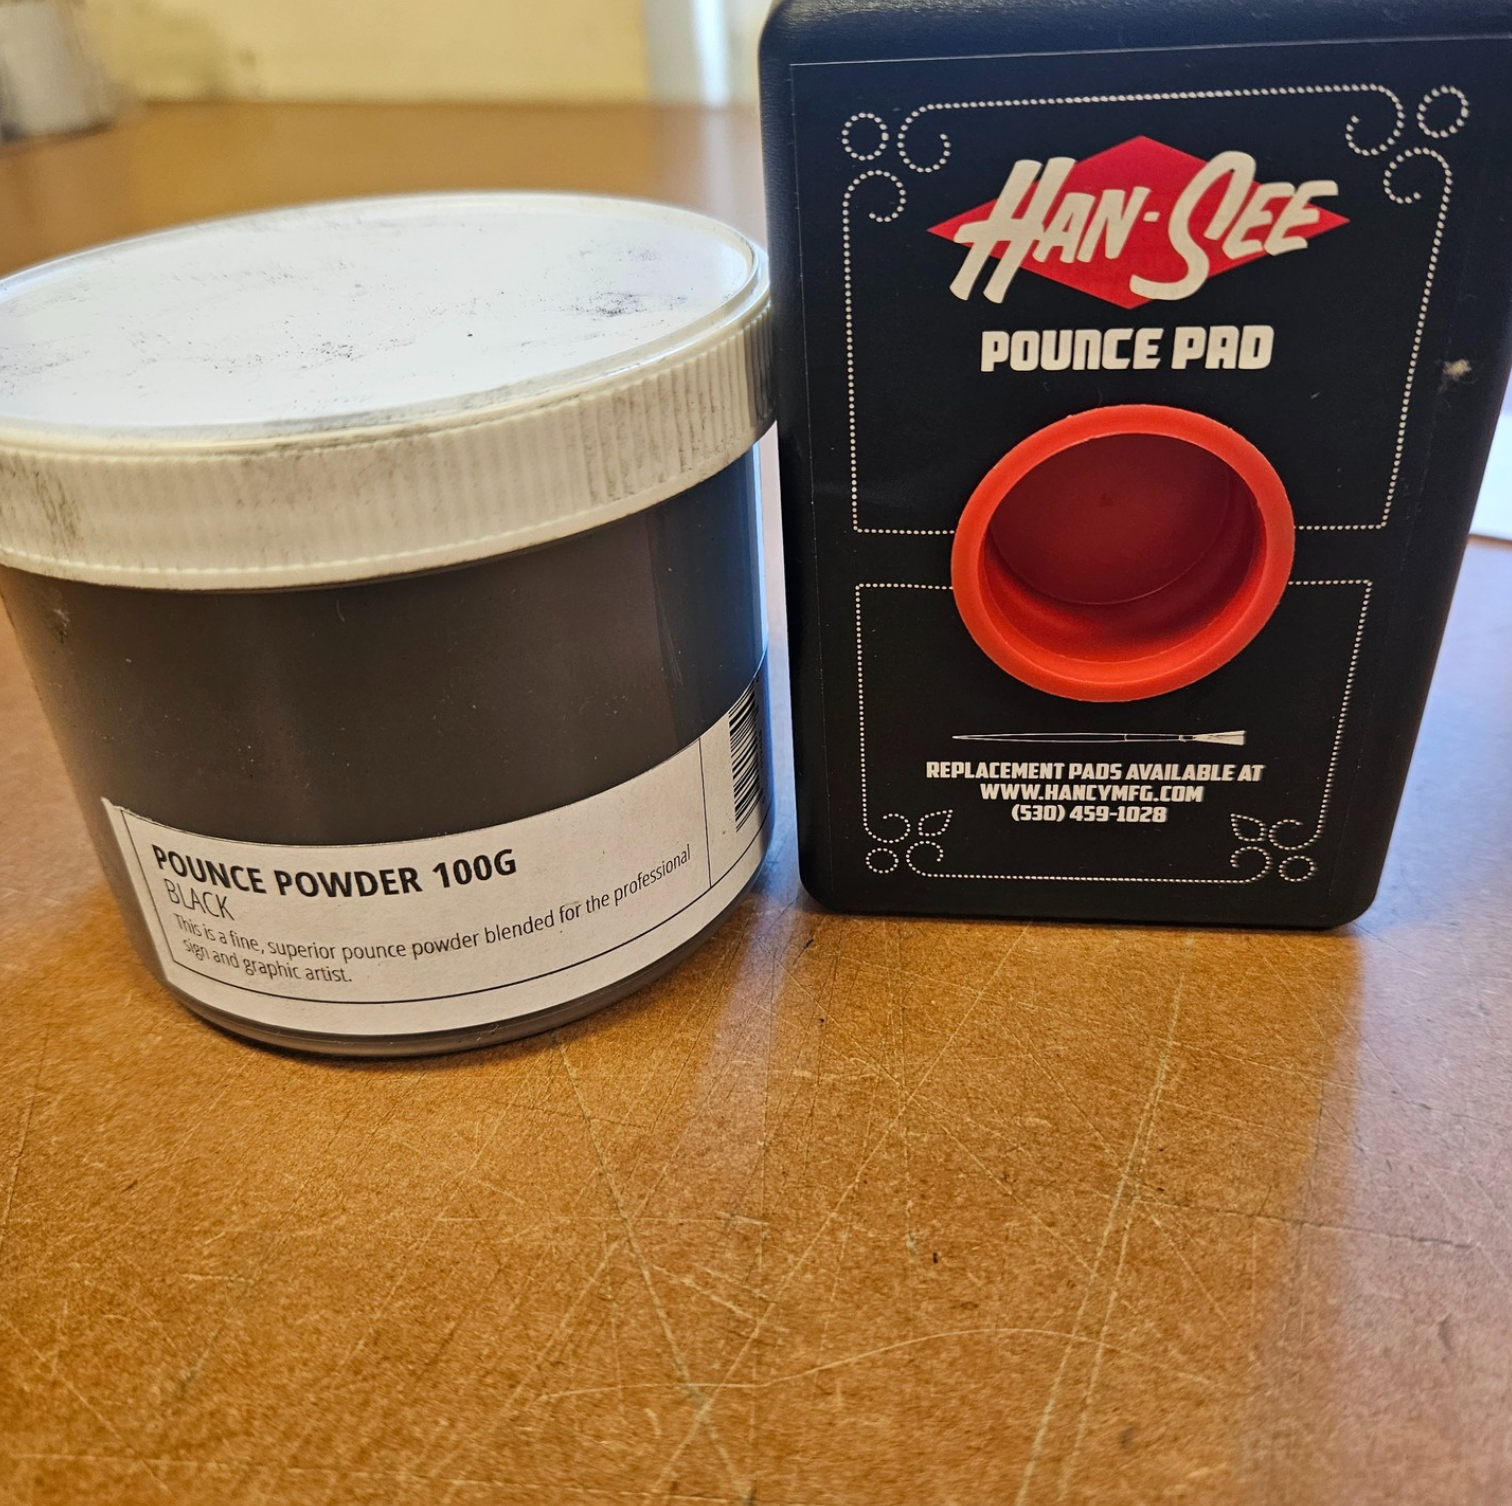 POUNCE POWDER 100G
BLACK
This is a fine, superior pounce powder blended for the professional
sign and graphic artist.
HAN-SEE
POUNCE PAD
REPLACEMENT PADS AVAILABLE AT
WWW.HANCYMFG.COM
(530) 459-1028